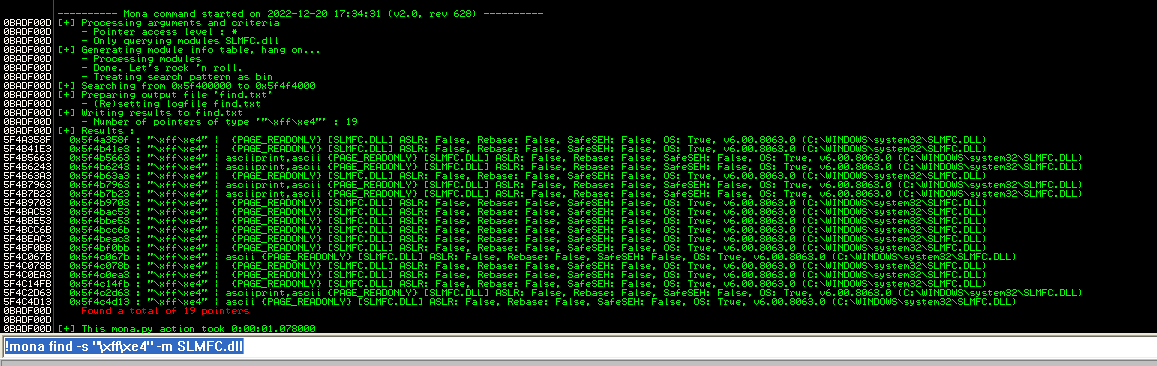 ---------- Mona command started on 2022-12-20 17:34:31 (v2.0, rev 628) ----------
0BADF00D [+] Processing arguments and criteria
0BADF00D - Pointer access level : *
0BADF00D - Only querying modules SLMFC.dll
0BADF00D [+] Generating module info table, hang on...
0BADF00D - Processing modules
0BADF00D - Done. Let's rock 'n roll.
0BADF00D - Treating search pattern as bin
0BADF00D [+] Searching from 0x5f400000 to 0x5f4f4000
0BADF00D [+] Preparing output file 'find.txt'
0BADF00D - (Re)setting logfile find.txt
0BADF00D [+] Writing results to find.txt
0BADF00D - Number of pointers of type '"\xff\xe4"' : 19
0BADF00D [+] Results :
5F4A358F 0x5f4a358f : "\xff\xe4" | {PAGE_READONLY} [SLMFC.DLL] ASLR: False, Rebase: False, SafeSEH: False, OS: True, v6.00.8063.0 (C:\WINDOWS\system32\SLMFC.DLL)
5F4B41E3 0x5f4b41e3 : "\xff\xe4" | {PAGE_READONLY} [SLMFC.DLL] ASLR: False, Rebase: False, SafeSEH: False, OS: True, v6.00.8063.0 (C:\WINDOWS\system32\SLMFC.DLL)
5F4B5663 0x5f4b5663 : "\xff\xe4" | asciiprint,ascii {PAGE_READONLY} [SLMFC.DLL] ASLR: False, Rebase: False, SafeSEH: False, OS: True, v6.00.8063.0 (C:\WINDOWS\system32\SLMFC.DLL)
5F4B6243 0x5f4b6243 : "\xff\xe4" | asciiprint,ascii {PAGE_READONLY} [SLMFC.DLL] ASLR: False, Rebase: False, SafeSEH: False, OS: True, v6.00.8063.0 (C:\WINDOWS\system32\SLMFC.DLL)
5F4B63A3 0x5f4b63a3 : "\xff\xe4" | {PAGE_READONLY} [SLMFC.DLL] ASLR: False, Rebase: False, SafeSEH: False, OS: True, v6.00.8063.0 (C:\WINDOWS\system32\SLMFC.DLL)
5F4B7963 0x5f4b7963 : "\xff\xe4" | asciiprint,ascii {PAGE_READONLY} [SLMFC.DLL] ASLR: False, Rebase: False, SafeSEH: False, OS: True, v6.00.8063.0 (C:\WINDOWS\system32\SLMFC.DLL)
5F4B7B23 0x5f4b7b23 : "\xff\xe4" | asciiprint,ascii {PAGE_READONLY} [SLMFC.DLL] ASLR: False, Rebase: False, SafeSEH: False, OS: True, v6.00.8063.0 (C:\WINDOWS\system32\SLMFC.DLL)
5F4B9703 0x5f4b9703 : "\xff\xe4" | {PAGE_READONLY} [SLMFC.DLL] ASLR: False, Rebase: False, SafeSEH: False, OS: True, v6.00.8063.0 (C:\WINDOWS\system32\SLMFC.DLL)
5F4BAC53 0x5f4bac53 : "\xff\xe4" | {PAGE_READONLY} [SLMFC.DLL] ASLR: False, Rebase: False, SafeSEH: False, OS: True, v6.00.8063.0 (C:\WINDOWS\system32\SLMFC.DLL)
5F4BBE53 0x5f4bbe53 : "\xff\xe4" | {PAGE_READONLY} [SLMFC.DLL] ASLR: False, Rebase: False, SafeSEH: False, OS: True, v6.00.8063.0 (C:\WINDOWS\system32\SLMFC.DLL)
5F4BCC6B 0x5f4bcc6b : "\xff\xe4" | {PAGE_READONLY} [SLMFC.DLL] ASLR: False, Rebase: False, SafeSEH: False, OS: True, v6.00.8063.0 (C:\WINDOWS\system32\SLMFC.DLL)
5F4BEAC3 0x5f4beac3 : "\xff\xe4" | {PAGE_READONLY} [SLMFC.DLL] ASLR: False, Rebase: False, SafeSEH: False, OS: True, v6.00.8063.0 (C:\WINDOWS\system32\SLMFC.DLL)
5F4BF0BB 0x5f4bf0bb : "\xff\xe4" | {PAGE_READONLY} [SLMFC.DLL] ASLR: False, Rebase: False, SafeSEH: False, OS: True, v6.00.8063.0 (C:\WINDOWS\system32\SLMFC.DLL)
5F4C067B 0x5f4c067b : "\xff\xe4" | ascii {PAGE_READONLY} [SLMFC.DLL] ASLR: False, Rebase: False, SafeSEH: False, OS: True, v6.00.8063.0 (C:\WINDOWS\system32\SLMFC.DLL)
5F4C078B 0x5f4c078b : "\xff\xe4" | {PAGE_READONLY} [SLMFC.DLL] ASLR: False, Rebase: False, SafeSEH: False, OS: True, v6.00.8063.0 (C:\WINDOWS\system32\SLMFC.DLL)
5F4C0EA3 0x5f4c0ea3 : "\xff\xe4" | {PAGE_READONLY} [SLMFC.DLL] ASLR: False, Rebase: False, SafeSEH: False, OS: True, v6.00.8063.0 (C:\WINDOWS\system32\SLMFC.DLL)
5F4C14FB 0x5f4c14fb : "\xff\xe4" | {PAGE_READONLY} [SLMFC.DLL] ASLR: False, Rebase: False, SafeSEH: False, OS: True, v6.00.8063.0 (C:\WINDOWS\system32\SLMFC.DLL)
5F4C2D63 0x5f4c2d63 : "\xff\xe4" | asciiprint,ascii {PAGE_READONLY} [SLMFC.DLL] ASLR: False, Rebase: False, SafeSEH: False, OS: True, v6.00.8063.0 (C:\WINDOWS\system32\SLMFC.DLL)
5F4C4D13 0x5f4c4d13 : "\xff\xe4" | ascii {PAGE_READONLY} [SLMFC.DLL] ASLR: False, Rebase: False, SafeSEH: False, OS: True, v6.00.8063.0 (C:\WINDOWS\system32\SLMFC.DLL)
0BADF00D Found a total of 19 pointers
0BADF00D
0BADF00D [+] This mona.py action took 0:00:01.078000
!mona find -s "\xff\xe4" -m SLMFC.dll